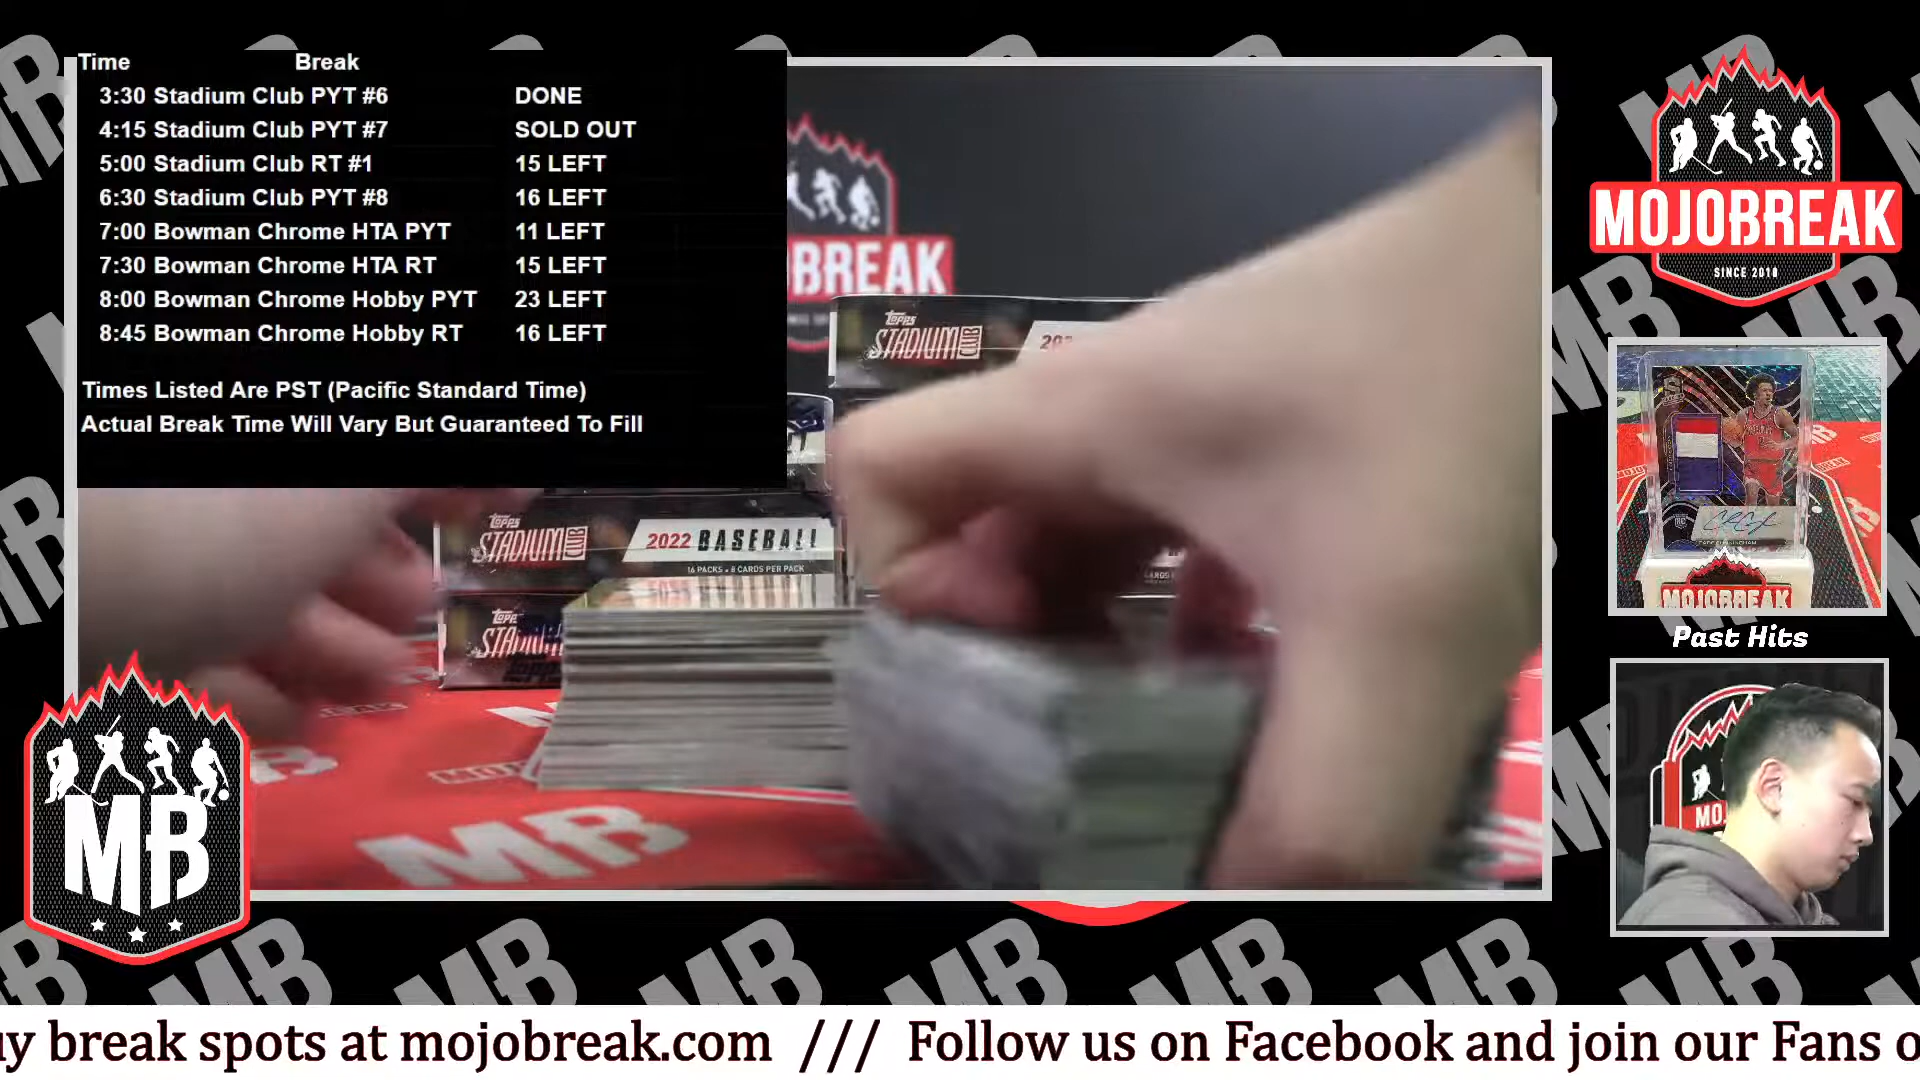 Time Break
3:30 Stadium Club PYT #6 DONE
4:15 Stadium Club PYT #7 SOLD OUT
5:00 Stadium Club RT #1 15 LEFT
6:30 Stadium Club PYT #8 16 LEFT
7:00 Bowman Chrome HTA PYT 11 LEFT
7:30 Bowman Chrome HTA RT 15 LEFT
8:00 Bowman Chrome Hobby PYT 23 LEFT
8:45 Bowman Chrome Hobby RT 16 LEFT
Times Listed Are PST (Pacific Standard Time)
Actual Break Time Will Vary But Guaranteed To Fill
BREAK
TOPPS
STADIUM CLUB
TOPPS
STADIUM CLUB
2022 BASEBALL
16 PACKS • 8 CARDS PER PACK
MB
MB
MOJOBREAK
SINCE 2010
MOJOBREAK
Past Hits
MO
break spots at mojobreak.com /// Follow us on Facebook and join our Fans